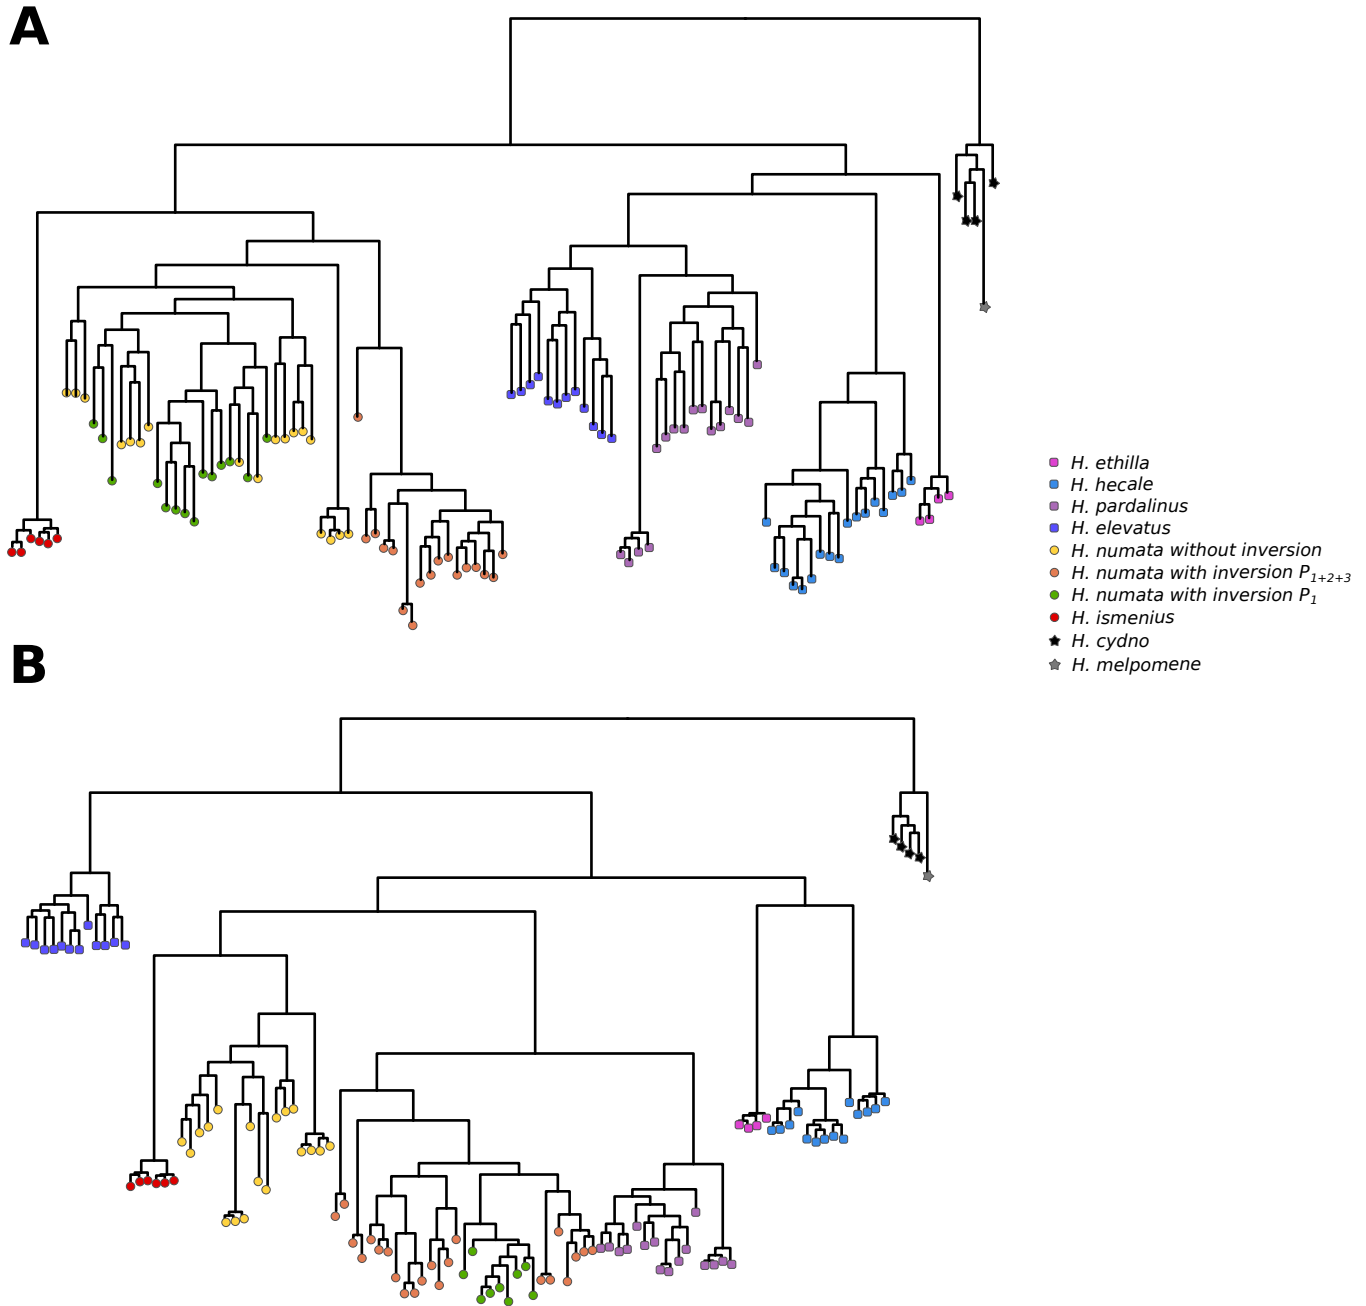 A
H. ethilla
H. hecale
H. pardalinus
H. elevatus
H. numata without inversion
H. numata with inversion P1+2+3
H. numata with inversion P1
H. ismenius
H. cydno
H. melpomene
B